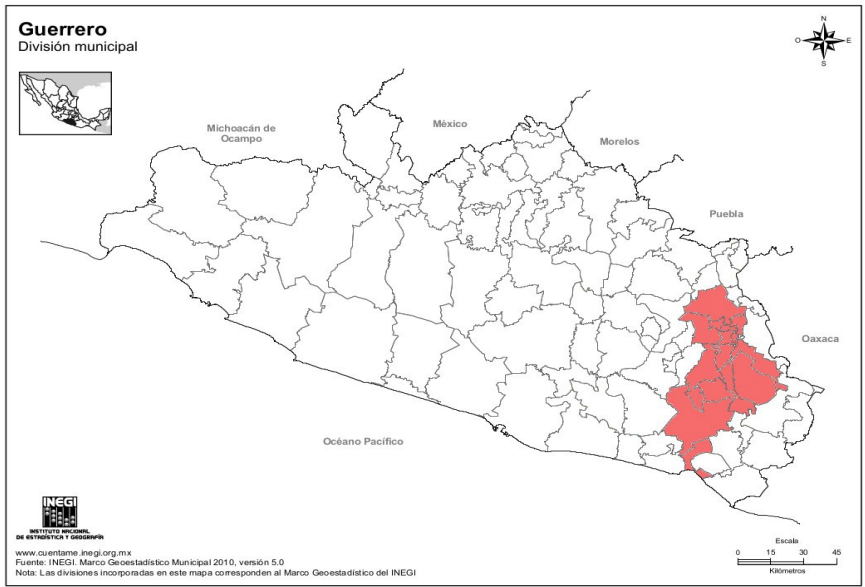 Guerrero
División municipal
N
O
E
S
Michoacán de
Ocampo
Mèxico
Morelos
Puebla
Oaxaca
Océano Pacífico
INEGI
INSTITUTO NACIONAL
DE ESTADÍSTICA Y GEOGRAFÍA
www.cuentame.inegi.org.mx
Fuente: INEGI. Marco Geoestadístico Municipal 2010, versión 5.0
Nota: Las divisiones incorporadas en este mapa corresponden al Marco Geoestadístico del INEGI
Escala
0 15 30 45
Kilómetros